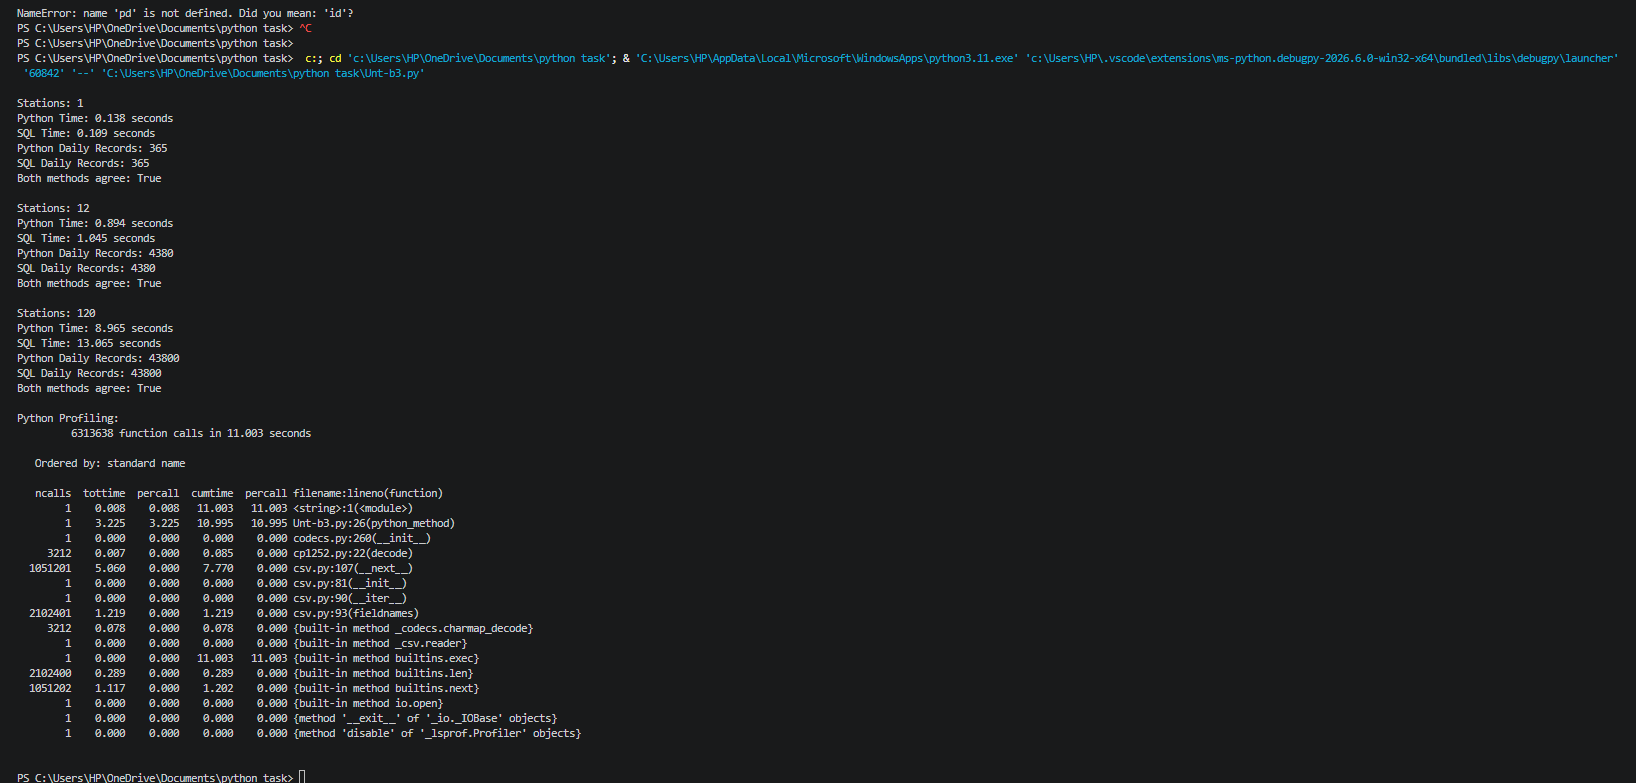 NameError: name 'pd' is not defined. Did you mean: 'id'?
PS C:\Users\HP\OneDrive\Documents\python task> ^C
PS C:\Users\HP\OneDrive\Documents\python task>
PS C:\Users\HP\OneDrive\Documents\python task>  c:; cd 'c:\Users\HP\OneDrive\Documents\python task'; & 'C:\Users\HP\AppData\Local\Microsoft\WindowsApps\python3.11.exe' 'c:\Users\HP\.vscode\extensions\ms-python.debugpy-2026.6.0-win32-x64\bundled\libs\debugpy\launcher'
 '60842' '--' 'C:\Users\HP\OneDrive\Documents\python task\Unt-b3.py'
Stations: 1
Python Time: 0.138 seconds
SQL Time: 0.109 seconds
Python Daily Records: 365
SQL Daily Records: 365
Both methods agree: True
Stations: 12
Python Time: 0.894 seconds
SQL Time: 1.045 seconds
Python Daily Records: 4380
SQL Daily Records: 4380
Both methods agree: True
Stations: 120
Python Time: 8.965 seconds
SQL Time: 13.065 seconds
Python Daily Records: 43800
SQL Daily Records: 43800
Both methods agree: True
Python Profiling:
         6313638 function calls in 11.003 seconds
   Ordered by: standard name
   ncalls  tottime  percall  cumtime  percall filename:lineno(function)
        1    0.008    0.008   11.003   11.003 <string>:1(<module>)
        1    3.225    3.225   10.995   10.995 Unt-b3.py:26(python_method)
        1    0.000    0.000    0.000    0.000 codecs.py:260(__init__)
     3212    0.007    0.000    0.085    0.000 cp1252.py:22(decode)
  1051201    5.060    0.000    7.770    0.000 csv.py:107(__next__)
        1    0.000    0.000    0.000    0.000 csv.py:81(__init__)
        1    0.000    0.000    0.000    0.000 csv.py:90(__iter__)
  2102401    1.219    0.000    1.219    0.000 csv.py:93(fieldnames)
     3212    0.078    0.000    0.078    0.000 {built-in method _codecs.charmap_decode}
        1    0.000    0.000    0.000    0.000 {built-in method _csv.reader}
        1    0.000    0.000   11.003   11.003 {built-in method builtins.exec}
  2102400    0.289    0.000    0.289    0.000 {built-in method builtins.len}
  1051202    1.117    0.000    1.202    0.000 {built-in method builtins.next}
        1    0.000    0.000    0.000    0.000 {built-in method io.open}
        1    0.000    0.000    0.000    0.000 {method '__exit__' of '_io._IOBase' objects}
        1    0.000    0.000    0.000    0.000 {method 'disable' of '_lsprof.Profiler' objects}
PS C:\Users\HP\OneDrive\Documents\python task>